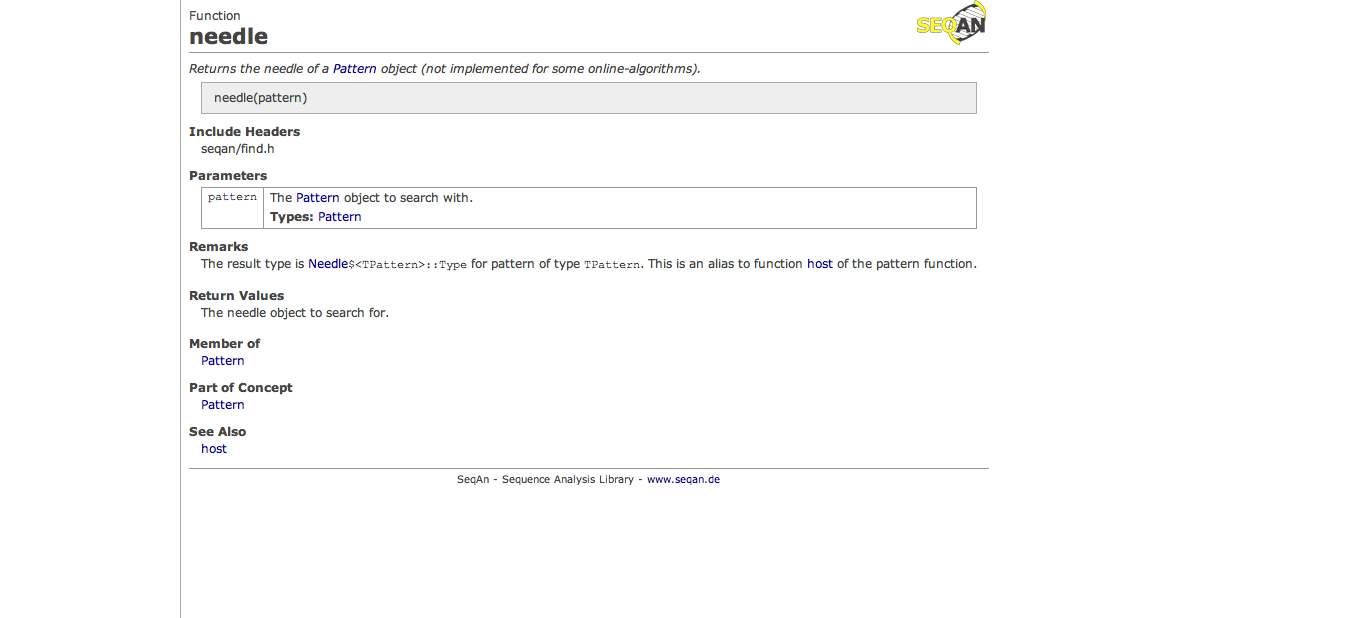 Function
SEQAN
needle
Returns the needle of a Pattern object (not implemented for some online-algorithms).
needle(pattern)
Include Headers
seqan/find.h
Parameters
pattern The Pattern object to search with.
Types: Pattern
Remarks
The result type is Needle$<TPattern>::Type for pattern of type TPattern. This is an alias to function host of the pattern function.
Return Values
The needle object to search for.
Member of
Pattern
Part of Concept
Pattern
See Also
host
SeqAn - Sequence Analysis Library - www.seqan.de